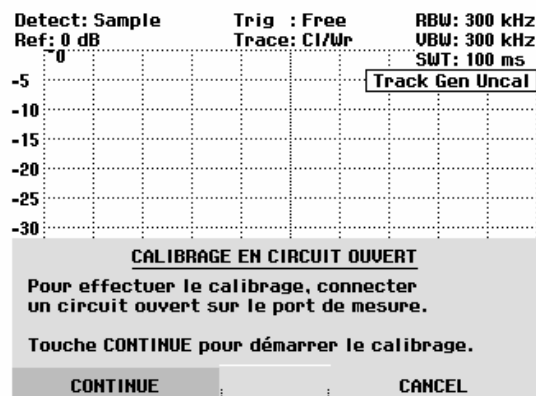 Detect: Sample Trig : Free RBW: 300 kHz
Ref: 0 dB Trace: Cl/Wr VBW: 300 kHz
SWT: 100 ms
0
Track Gen Uncal
-5
-10
-15
-20
-25
-30
CALIBRAGE EN CIRCUIT OUVERT
Pour effectuer le calibrage, connecter
un circuit ouvert sur le port de mesure.
Touche CONTINUE pour démarrer le calibrage.
CONTINUE CANCEL